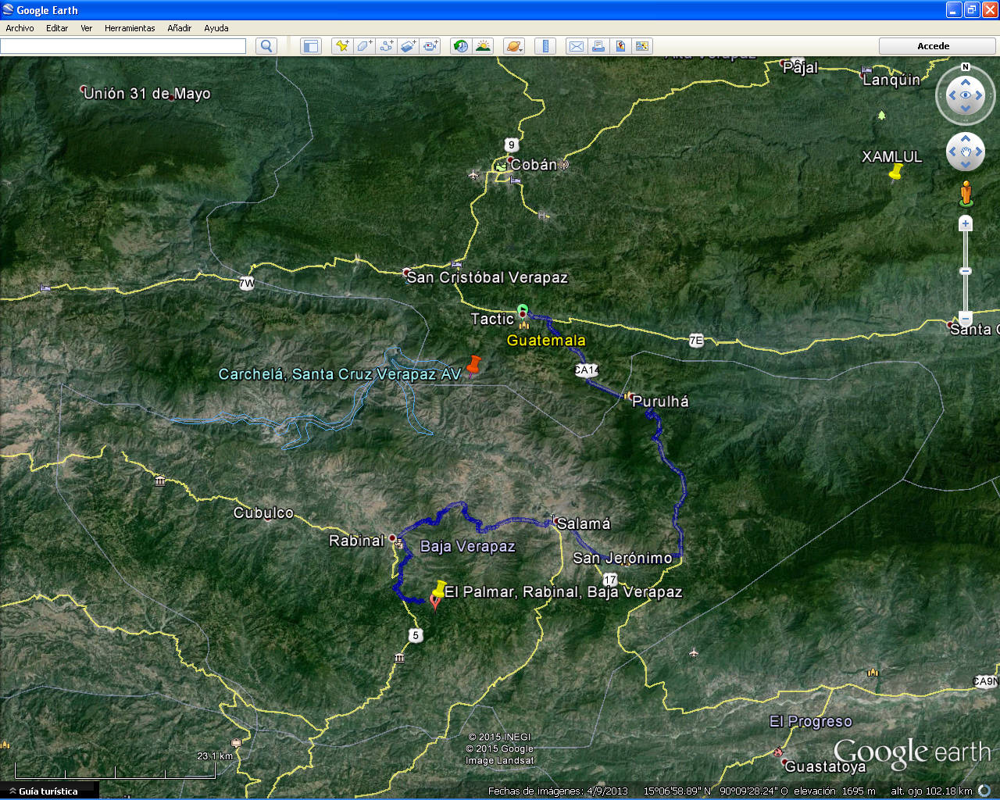 Google Earth
Archivo Editar Ver Herramientas Añadir Ayuda
Accede
Alta Verapaz
Pajal
Lanqúin
Unión 31 de Mayo
N
9
Cobán
XAMLUL
H
San Cristóbal Verapaz
7W
Tactic
Guatemala
7E
Santa C
CA14
Carchelá, Santa Cruz Verapaz AV
Purulhá
Cubulco
Rabinal
Salamá
Baja Verapaz
San Jerónimo
17
El Palmar, Rabinal, Baja Verapaz
5
CA9N
El Progreso
© 2015 INEGI
© 2015 Google
Image Landsat
Google earth
23.1 km
Guastatoya
Guía turística
Fechas de imágenes: 4/9/2013 15°06'58.89" N 90°09'28.24" O elevación 1695 m alt. ojo 102.18 km